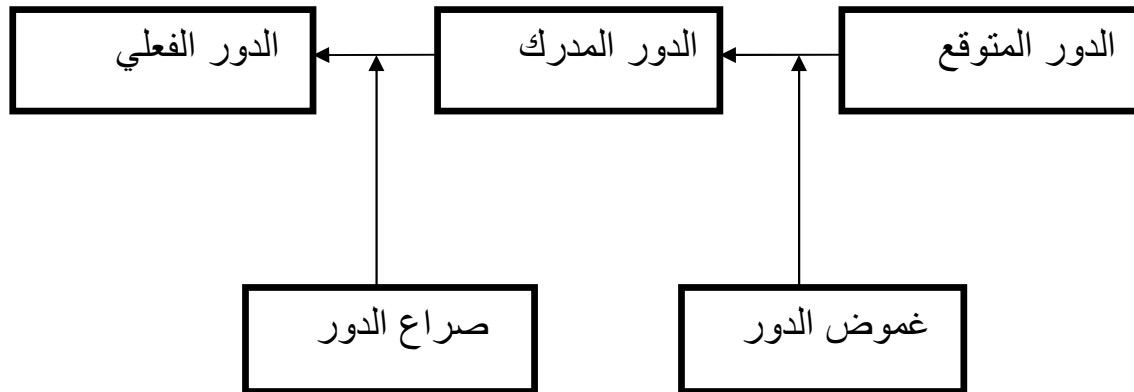 الدور المتوقع
الدور المدرك
الدور الفعلي
غموض الدور
صراع الدور